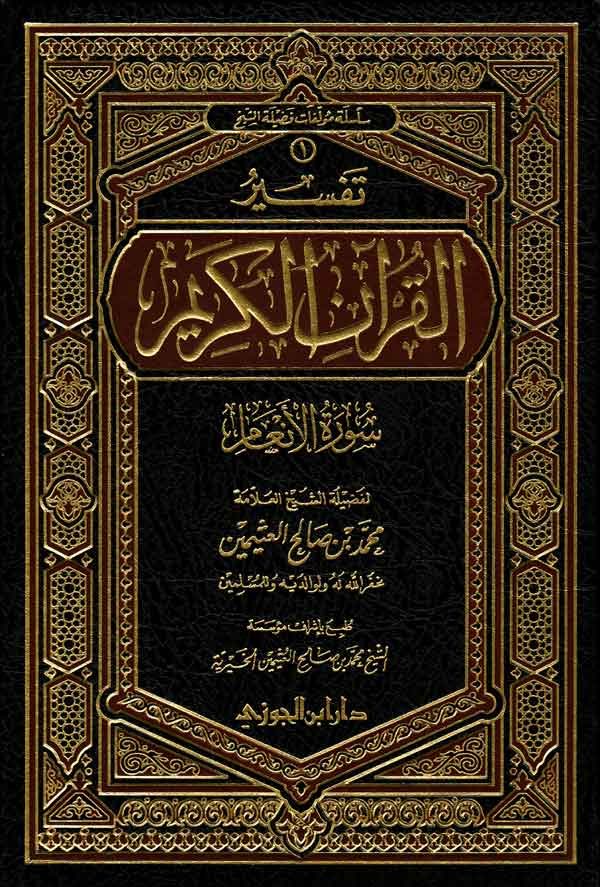 سلسلة مؤلفات فضيلة الشيخ
١
تفسير
القرآن الكريم
سورة الأنعام
لفضيلة الشيخ العلامة
محمد بن صالح العثيمين
غفر الله له ولوالديه وللمسلمين
طبع بإشراف مؤسسة
الشيخ محمد بن صالح العثيمين الخيرية
دار ابن الجوزي